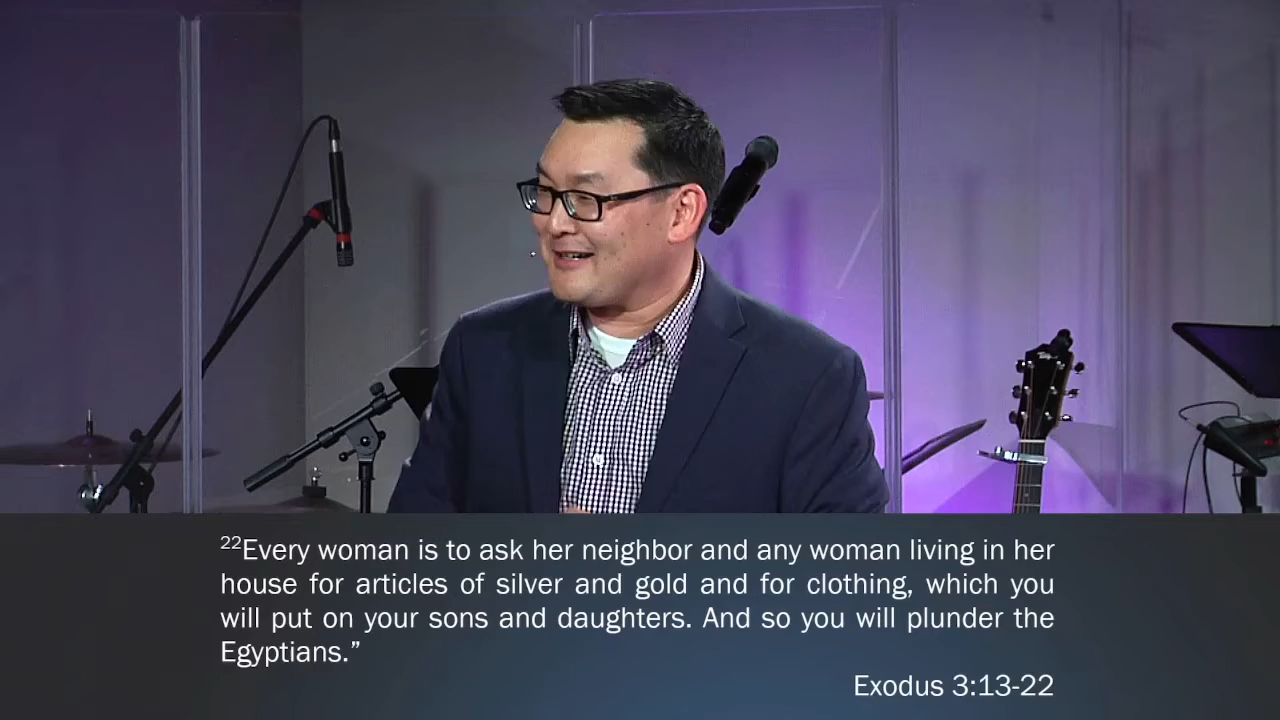 ²²Every woman is to ask her neighbor and any woman living in her
house for articles of silver and gold and for clothing, which you
will put on your sons and daughters. And so you will plunder the
Egyptians.”
Exodus 3:13-22